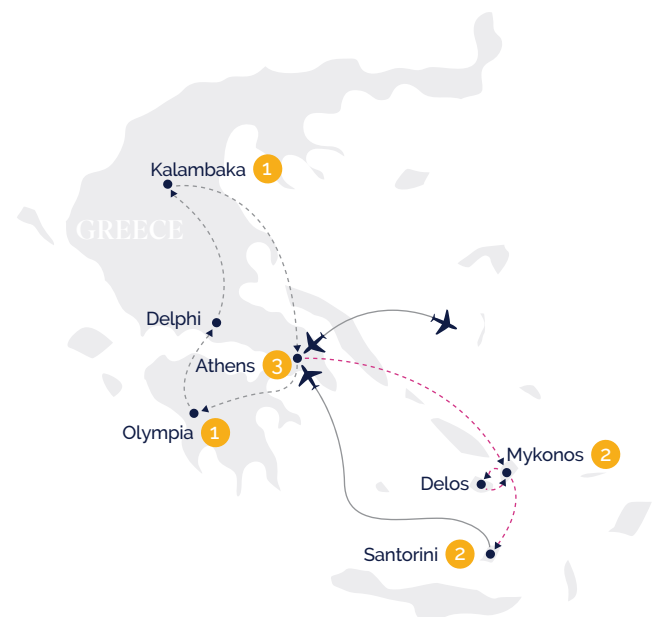 Kalambaka 1
GREECE
Delphi
Athens 3
Olympia 1
Mykonos 2
Delos
Santorini 2